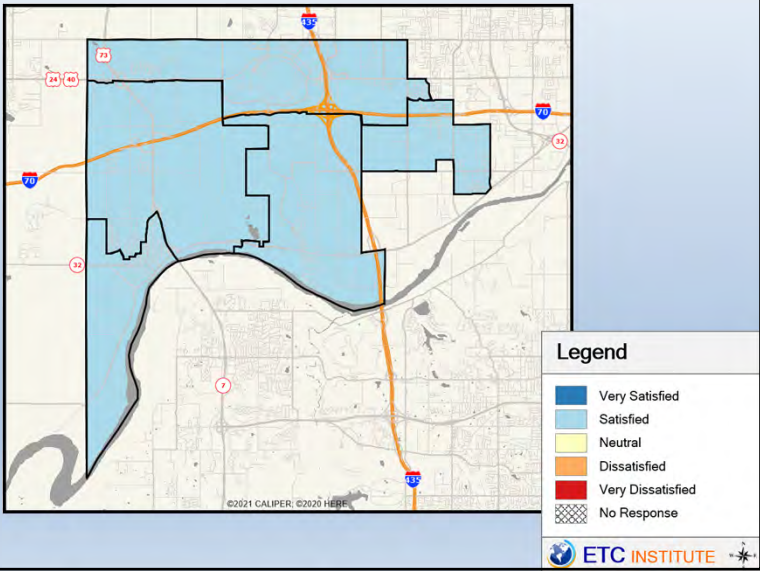 435
73
24 40
70
32
70
32
7
Legend
Very Satisfied
Satisfied
Neutral
Dissatisfied
Very Dissatisfied
No Response
435
©2021 CALIPER; ©2020 HERE
ETC INSTITUTE